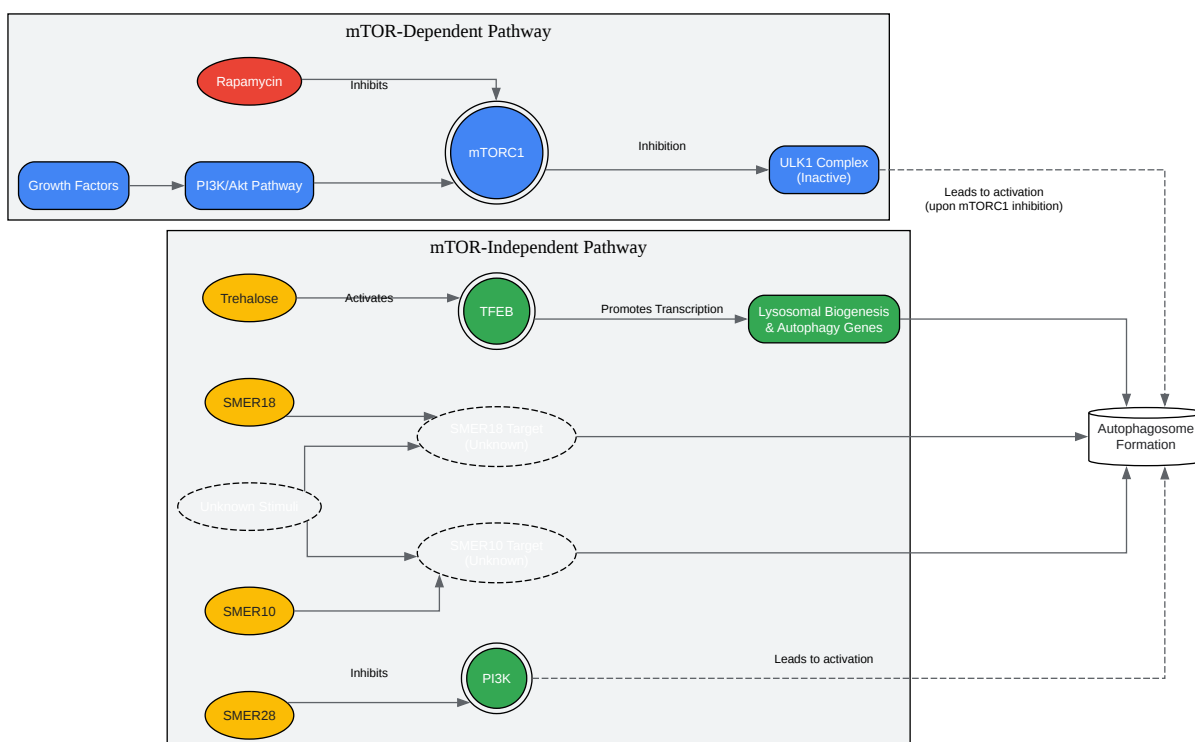 mTOR-Dependent Pathway
Rapamycin
Inhibits
mTORC1
Inhibition
ULK1 Complex
(Inactive)
Growth Factors
PI3K/Akt Pathway
Leads to activation
(upon mTORC1 inhibition)
mTOR-Independent Pathway
Trehalose
Activates
TFEB
Promotes Transcription
Lysosomal Biogenesis
& Autophagy Genes
SMER18
SMER18 Target
(Unknown)
Autophagosome
Formation
Unknown Stimuli
SMER10 Target
(Unknown)
SMER10
Inhibits
PI3K
Leads to activation
SMER28